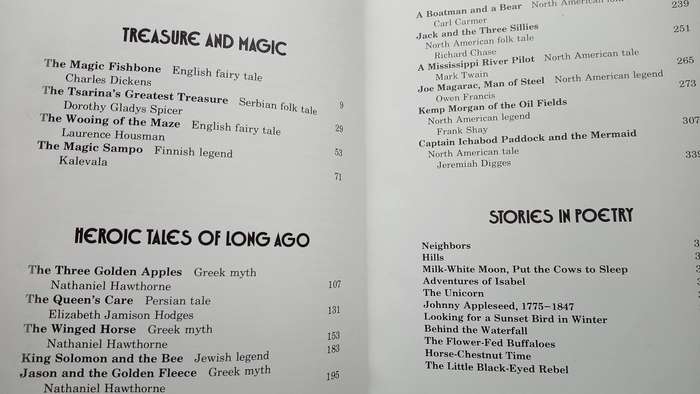 TREASURE AND MAGIC
The Magic Fishbone English fairy tale
Charles Dickens 9
The Tsarina's Greatest Treasure Serbian folk tale
Dorothy Gladys Spicer 29
The Wooing of the Maze English fairy tale
Laurence Housman 53
The Magic Sampo Finnish legend
Kalevala 71
HEROIC TALES OF LONG AGO
The Three Golden Apples Greek myth
Nathaniel Hawthorne 107
The Queen's Care Persian tale
Elizabeth Jamison Hodges 131
The Winged Horse Greek myth
Nathaniel Hawthorne 153
King Solomon and the Bee Jewish legend 183
Jason and the Golden Fleece Greek myth
Nathaniel Hawthorne 195
A Boatman and a Bear North American folk
Carl Carmer 239
Jack and the Three Sillies
North American folk tale
Richard Chase 251
A Mississippi River Pilot North American tale
Mark Twain 265
Joe Magarac, Man of Steel North American legend
Owen Francis 273
Kemp Morgan of the Oil Fields
North American legend
Frank Shay 307
Captain Ichabod Paddock and the Mermaid
North American tale
Jeremiah Digges 339
STORIES IN POETRY
Neighbors 3
Hills 3
Milk-White Moon, Put the Cows to Sleep 3
Adventures of Isabel
The Unicorn
Johnny Appleseed, 1775–1847
Looking for a Sunset Bird in Winter
Behind the Waterfall
The Flower-Fed Buffaloes
Horse-Chestnut Time
The Little Black-Eyed Rebel